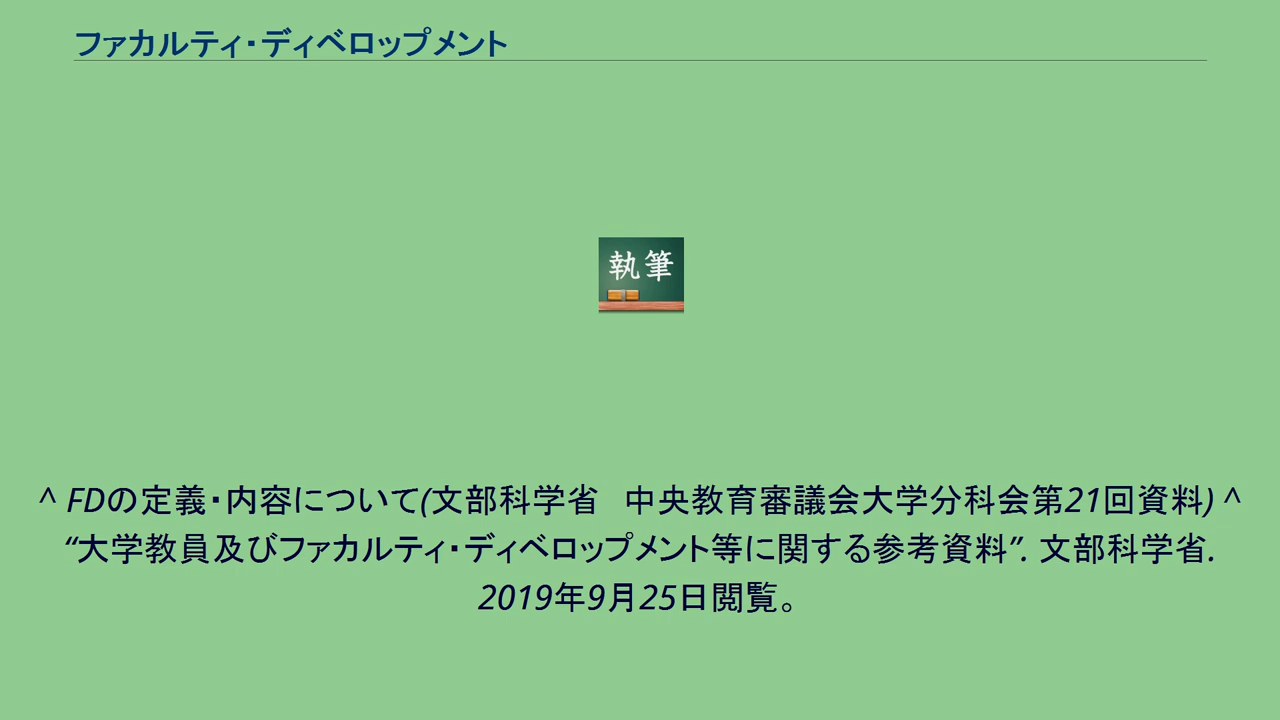 ファカルティ・ディベロップメント
執筆
^ FDの定義・内容について(文部科学省　中央教育審議会大学分科会第21回資料) ^
“大学教員及びファカルティ・ディベロップメント等に関する参考資料”. 文部科学省.
2019年9月25日閲覧。